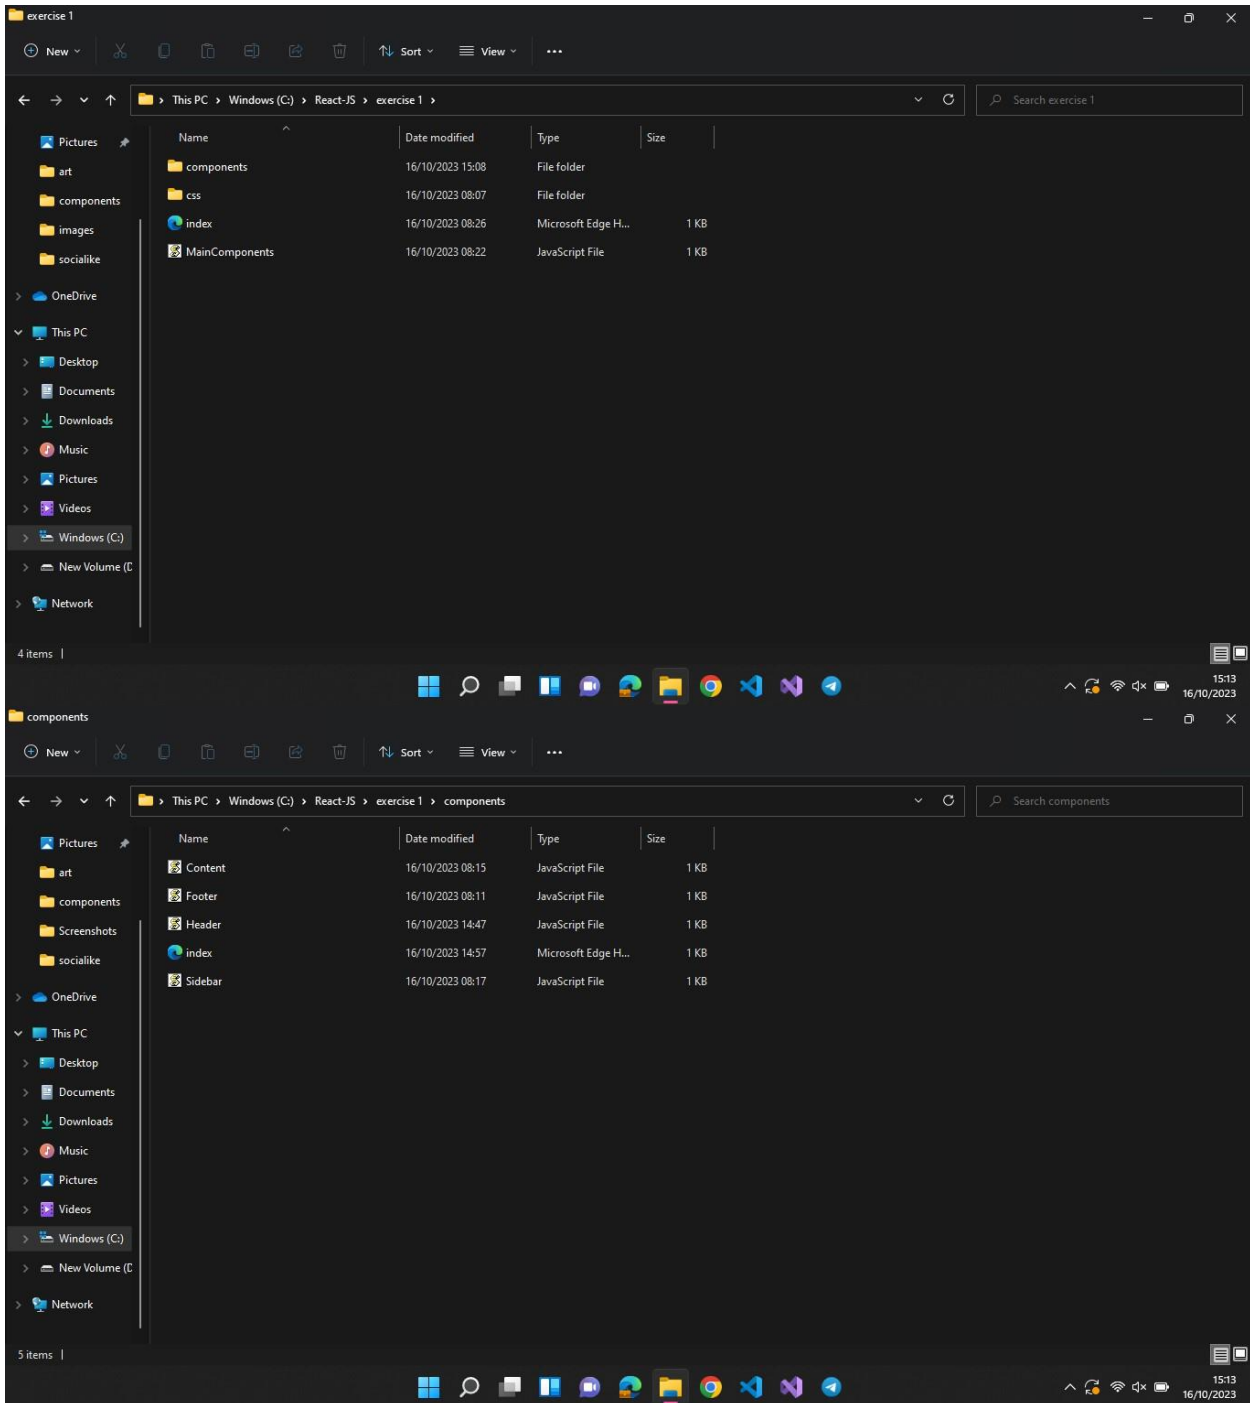 exercise 1
New Sort View ...
This PC > Windows (C:) > React-JS > exercise 1 > Search exercise 1
Name Date modified Type Size
components 16/10/2023 15:08 File folder
css 16/10/2023 08:07 File folder
index 16/10/2023 08:26 Microsoft Edge H... 1 KB
MainComponents 16/10/2023 08:22 JavaScript File 1 KB
Pictures
art
components
images
socialike
OneDrive
This PC
Desktop
Documents
Downloads
Music
Pictures
Videos
Windows (C:)
New Volume (D
Network
4 items
15:13
16/10/2023
components
New Sort View ...
This PC > Windows (C:) > React-JS > exercise 1 > components Search components
Name Date modified Type Size
Content 16/10/2023 08:15 JavaScript File 1 KB
Footer 16/10/2023 08:11 JavaScript File 1 KB
Header 16/10/2023 14:47 JavaScript File 1 KB
index 16/10/2023 14:57 Microsoft Edge H... 1 KB
Sidebar 16/10/2023 08:17 JavaScript File 1 KB
Pictures
art
components
Screenshots
socialike
OneDrive
This PC
Desktop
Documents
Downloads
Music
Pictures
Videos
Windows (C:)
New Volume (D
Network
5 items
15:13
16/10/2023